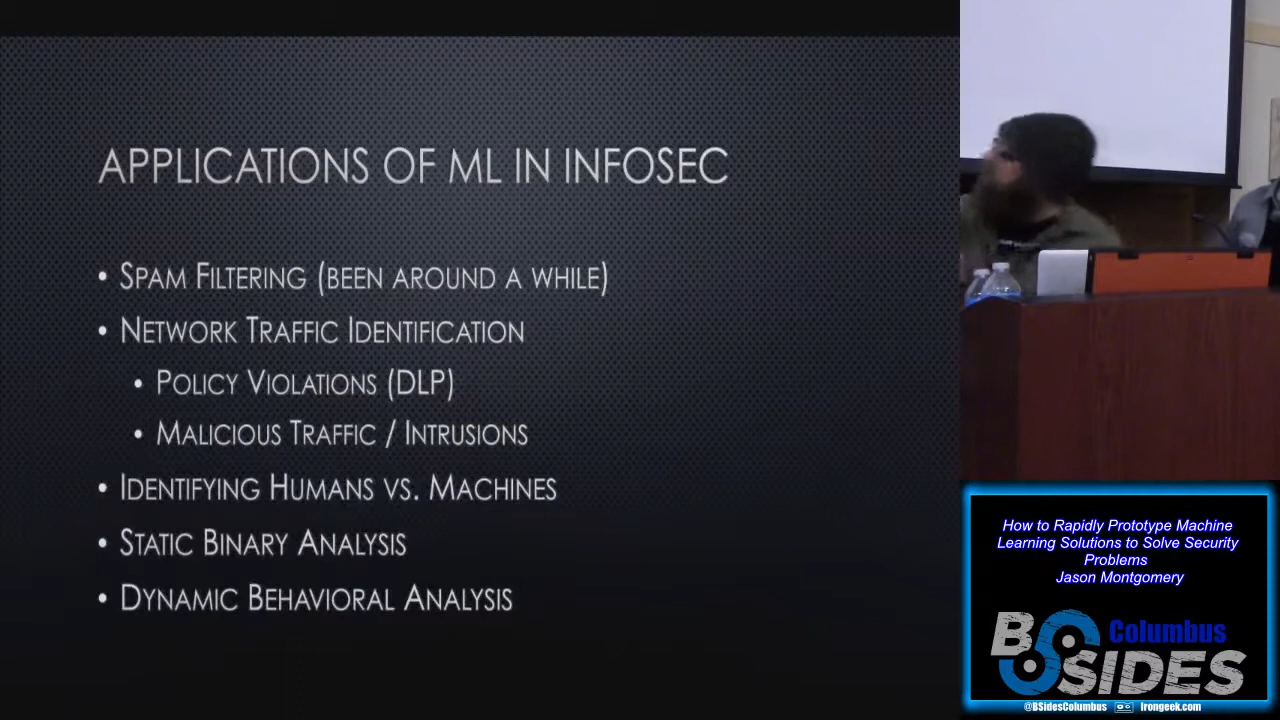 APPLICATIONS OF ML IN INFOSEC
• SPAM FILTERING (BEEN AROUND A WHILE)
• NETWORK TRAFFIC IDENTIFICATION
• POLICY VIOLATIONS (DLP)
• MALICIOUS TRAFFIC / INTRUSIONS
• IDENTIFYING HUMANS VS. MACHINES
• STATIC BINARY ANALYSIS
• DYNAMIC BEHAVIORAL ANALYSIS
How to Rapidly Prototype Machine
Learning Solutions to Solve Security
Problems
Jason Montgomery
BSIDES
Columbus
@BSidesColumbus Irongeek.com